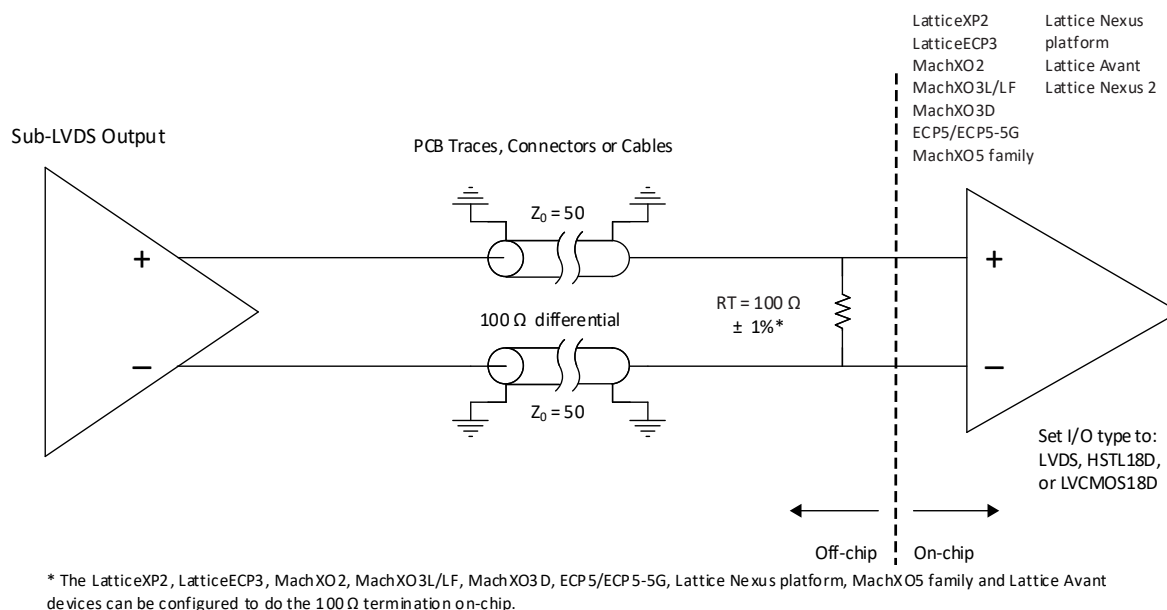 LatticeXP2
LatticeECP3
MachXO2
MachXO3L/LF
MachXO3D
ECP5/ECP5-5G
MachXO5 family
Lattice Nexus
platform
Lattice Avant
Lattice Nexus 2
Sub-LVDS Output
PCB Traces, Connectors or Cables
Z₀ = 50
+
+
RT = 100 Ω
± 1%*
100 Ω differential
−
−
Z₀ = 50
Set I/O type to:
LVDS, HSTL18D,
or LVCMOS18D
Off-chip
On-chip
* The LatticeXP2, LatticeECP3, MachXO2, MachXO3L/LF, MachXO3D, ECP5/ECP5-5G, Lattice Nexus platform, MachXO5 family and Lattice Avant
devices can be configured to do the 100 Ω termination on-chip.